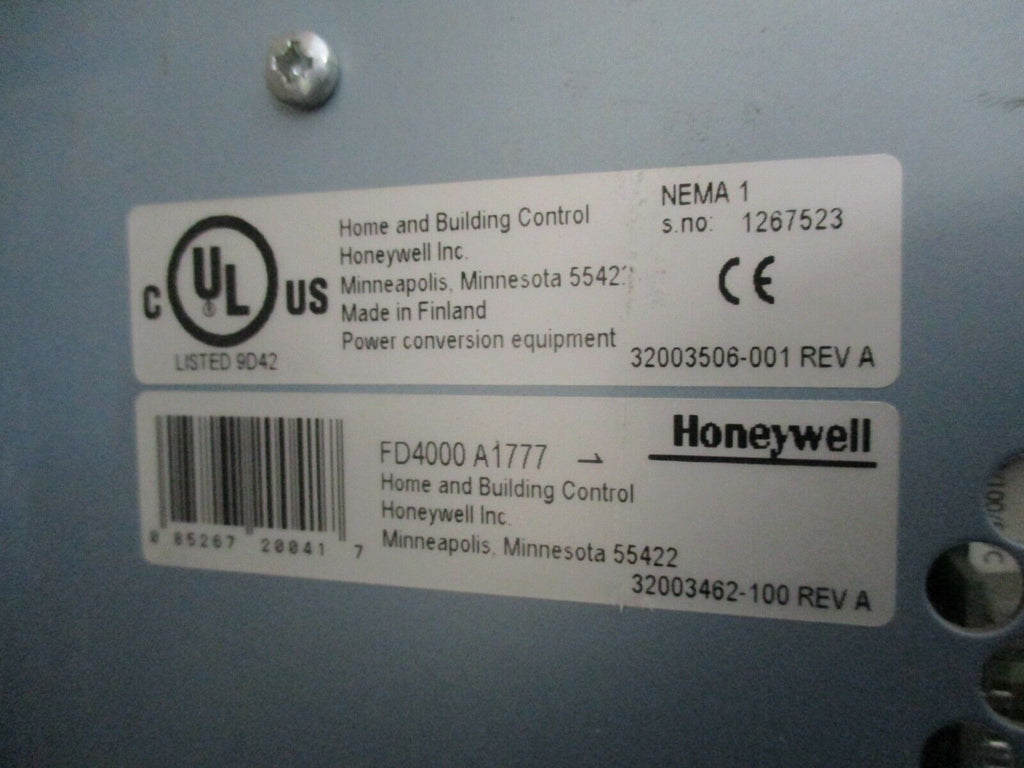 C UL ® US
LISTED 9D42
Home and Building Control
Honeywell Inc.
Minneapolis, Minnesota 5542
Made in Finland
Power conversion equipment
NEMA 1
s.no: 1267523
CE
32003506-001 REV A
0 85267 20041 7
FD4000 A1777
Home and Building Control
Honeywell Inc.
Minneapolis, Minnesota 55422
Honeywell
32003462-100 REV A